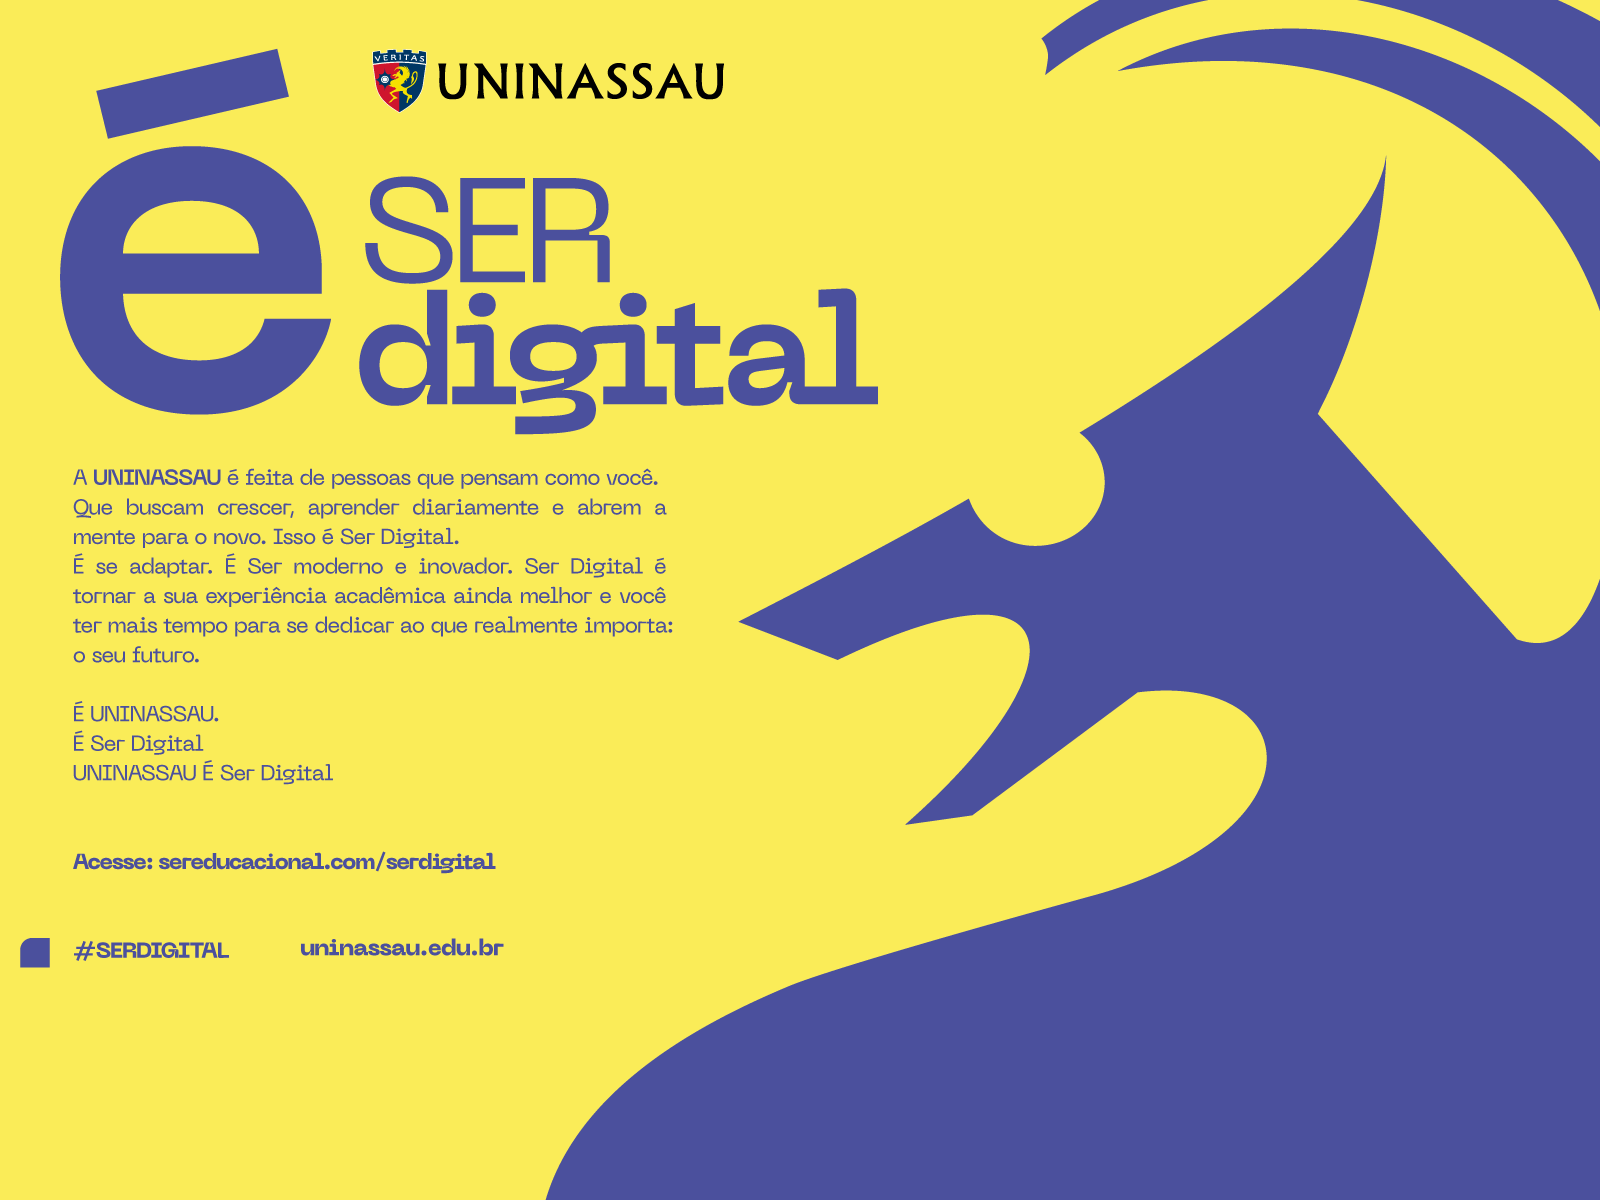 VERITAS
UNINASSAU
é
SER
digital
A UNINASSAU é feita de pessoas que pensam como você.
Que buscam crescer, aprender diariamente e abrem a
mente para o novo. Isso é Ser Digital.
É se adaptar. É Ser moderno e inovador. Ser Digital é
tornar a sua experiência acadêmica ainda melhor e você
ter mais tempo para se dedicar ao que realmente importa:
o seu futuro.
É UNINASSAU.
É Ser Digital
UNINASSAU É Ser Digital
Acesse: sereducacional.com/serdigital
#SERDIGITAL
uninassau.edu.br